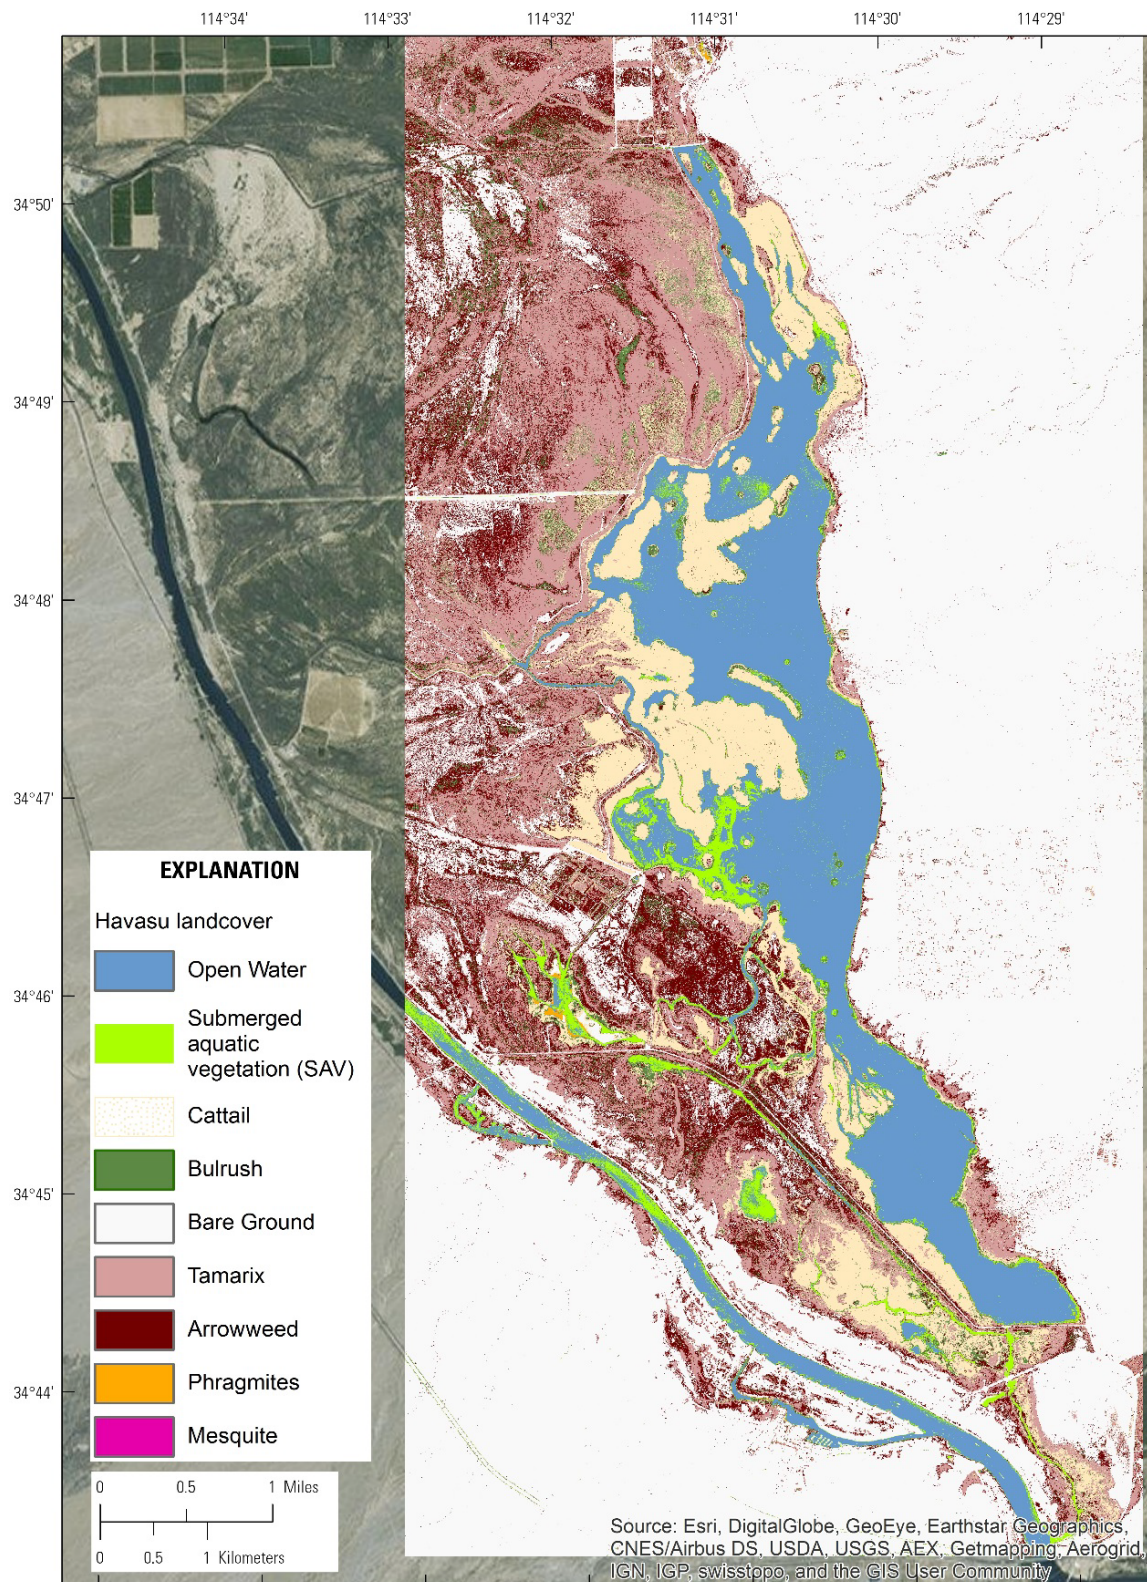 114°34' 114°33' 114°32' 114°31' 114°30' 114°29'
34°50'
34°49'
34°48'
34°47'
34°46'
34°45'
34°44'
EXPLANATION
Havasu landcover
Open Water
Submerged
aquatic
vegetation (SAV)
Cattail
Bulrush
Bare Ground
Tamarix
Arrowweed
Phragmites
Mesquite
0 0.5 1 Miles
0 0.5 1 Kilometers
Source: Esri, DigitalGlobe, GeoEye, Earthstar Geographics,
CNES/Airbus DS, USDA, USGS, AEX, Getmapping, Aerogrid,
IGN, IGP, swisstopo, and the GIS User Community